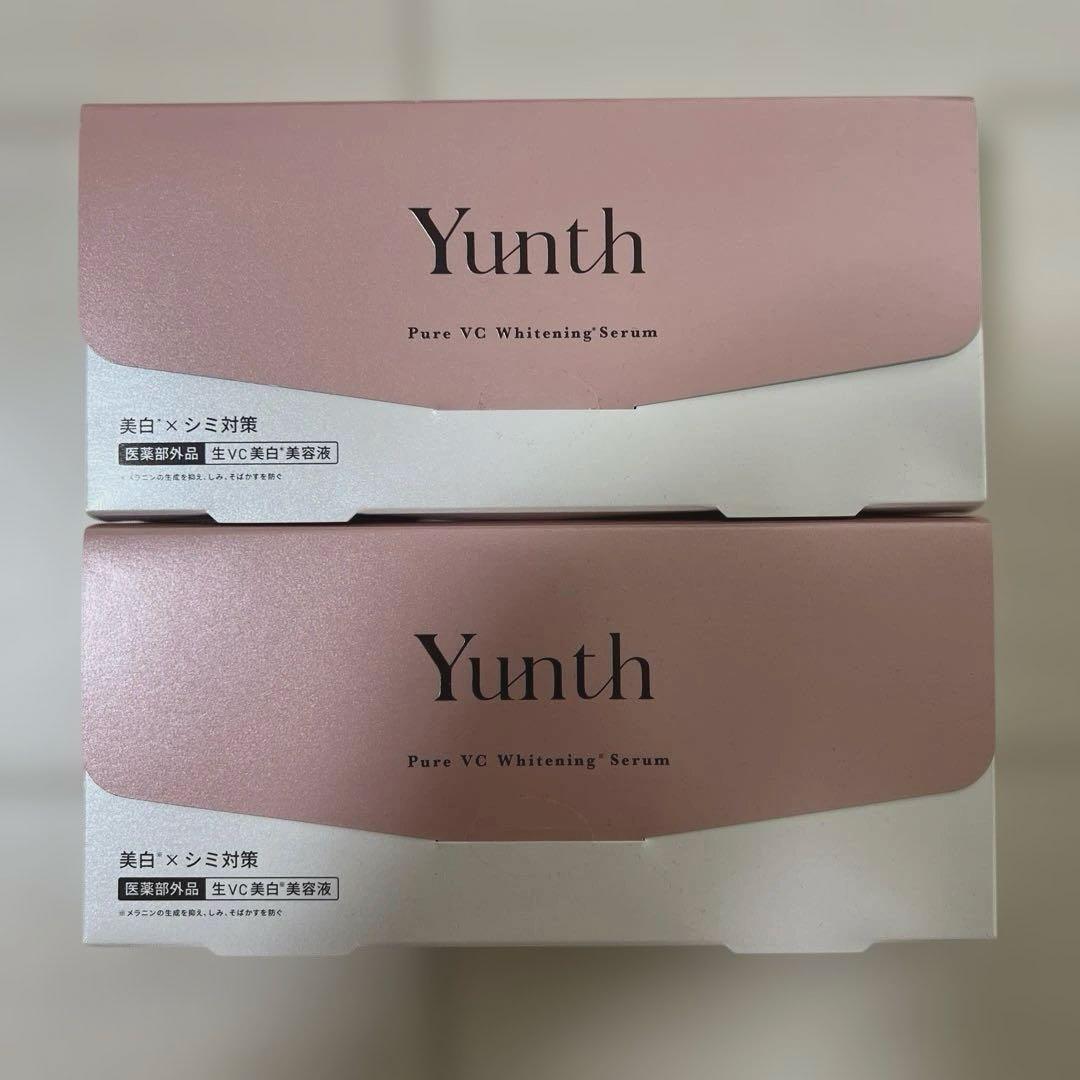 Yunth
Pure VC Whitening※Serum
美白※×シミ対策
医薬部外品 生VC美白※美容液
※メラニンの生成を抑え、しみ、そばかすを防ぐ
Yunth
Pure VC Whitening※Serum
美白※×シミ対策
医薬部外品 生VC美白※美容液
※メラニンの生成を抑え、しみ、そばかすを防ぐ